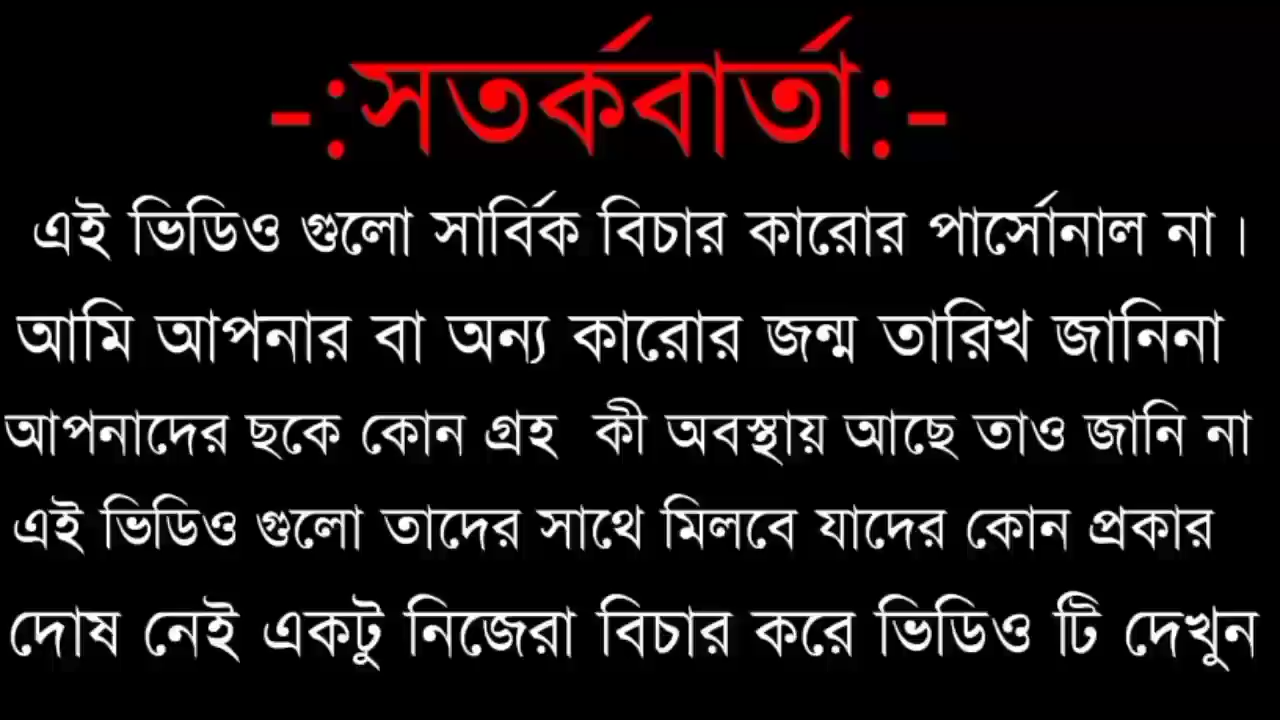 -:সতর্কবার্তা:-
এই ভিডিও গুলো সার্বিক বিচার কারোর পার্সোনাল না।
আমি আপনার বা অন্য কারোর জন্ম তারিখ জানিনা
আপনাদের ছকে কোন গ্রহ কী অবস্থায় আছে তাও জানি না
এই ভিডিও গুলো তাদের সাথে মিলবে যাদের কোন প্রকার
দোষ নেই একটু নিজেরা বিচার করে ভিডিও টি দেখুন